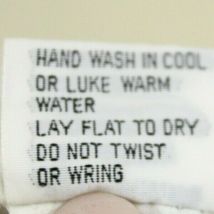 HAND WASH IN COOL
OR LUKE WARM
WATER
LAY FLAT TO DRY
DO NOT TWIST
OR WRING